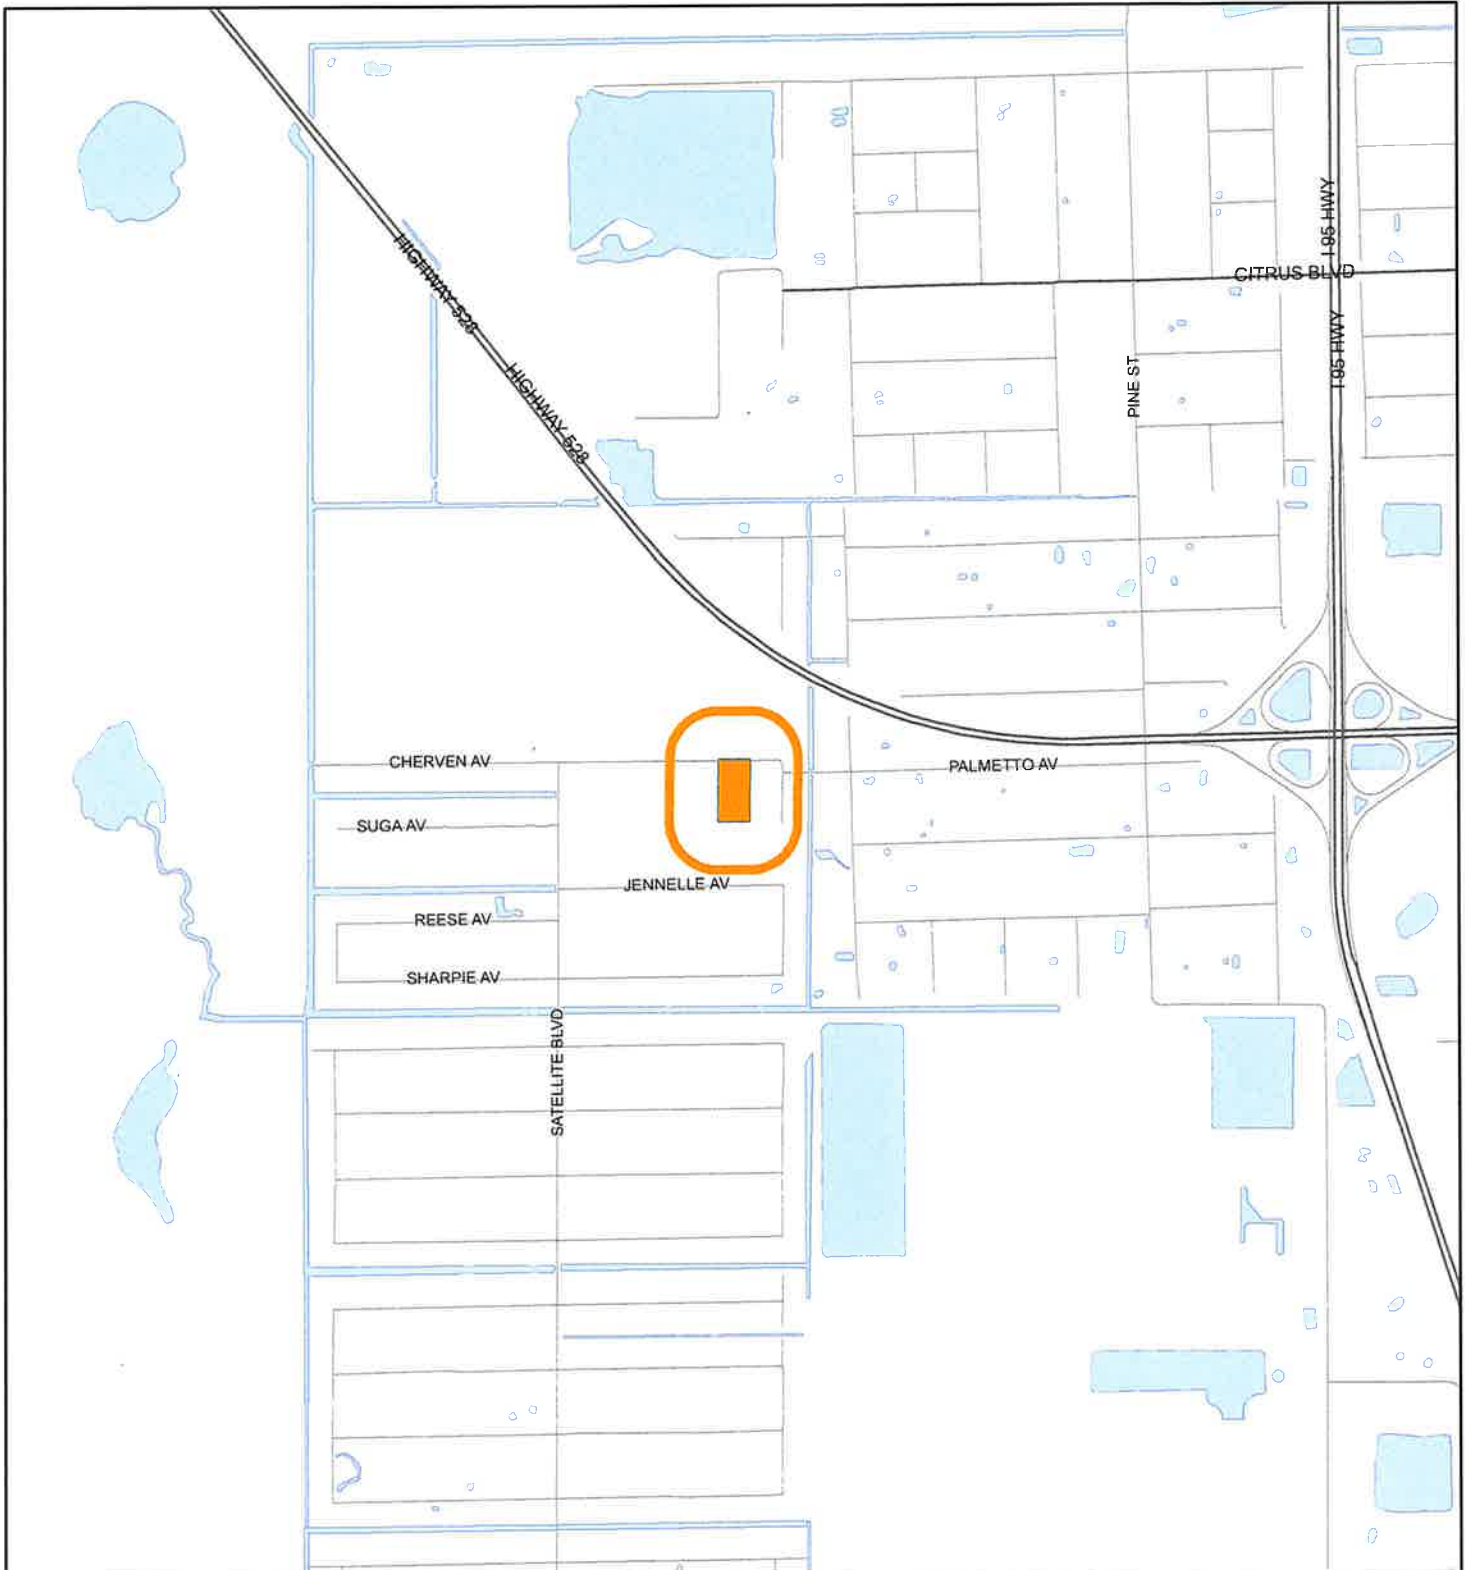 I 95 HWY
HIGHWAY 528
CITRUS BLVD
I 95 HWY
HIGHWAY 528
PINE ST
CHERVEN AV
PALMETTO AV
SUGA AV
JENNELLE AV
REESE AV
SHARPIE AV
SATELLITE BLVD